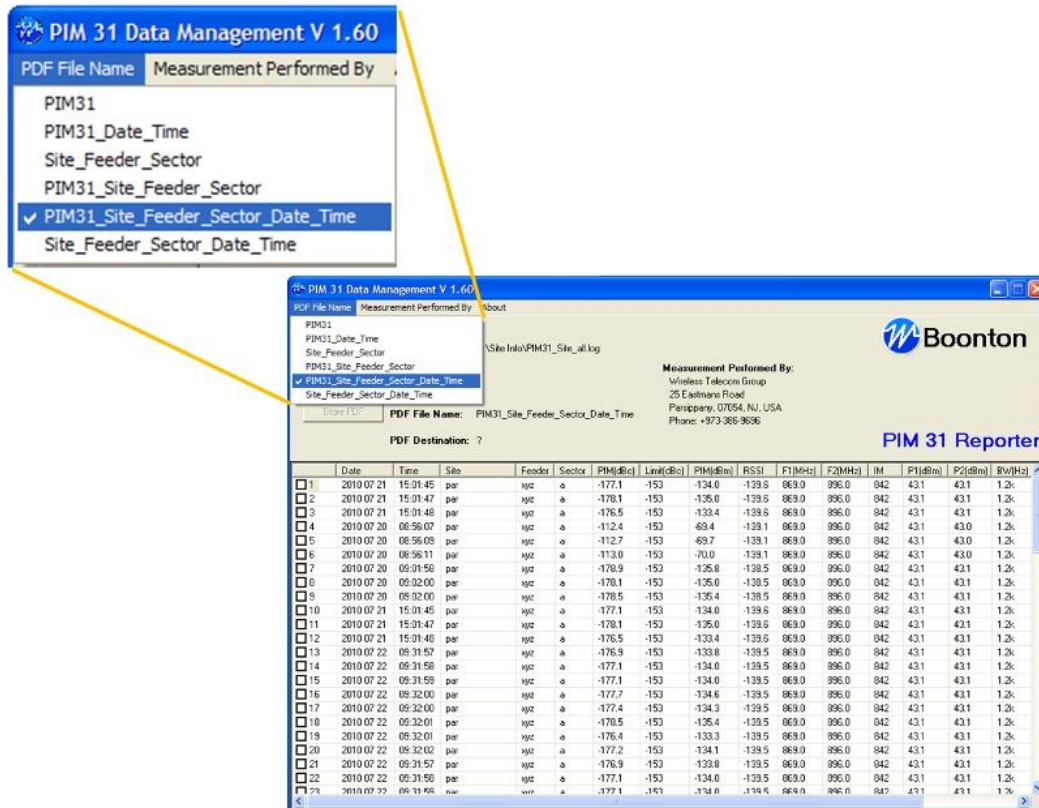 PIM 31 Data Management V 1.60
PDF File Name Measurement Performed By
PIM31
PIM31_Date_Time
Site_Feeder_Sector
PIM31_Site_Feeder_Sector
PIM31_Site_Feeder_Sector_Date_Time
Site_Feeder_Sector_Date_Time
PIM 31 Data Management V 1.60
PDF File Name Measurement Performed By About
PIM31
PIM31_Date_Time
Site_Feeder_Sector
PIM31_Site_Feeder_Sector
PIM31_Site_Feeder_Sector_Date_Time
Site_Feeder_Sector_Date_Time
\Site Info\PIM31_Site_all.log
Boonton
Measurement Performed By:
Wireless Telecom Group
25 Eastmans Road
Parsippany, 07054, NJ, USA
Phone: +973-386-9696
Store PDF
PDF File Name: PIM31_Site_Feeder_Sector_Date_Time
PDF Destination: ?
PIM 31 Reporter
Date Time Site Feeder Sector PIM(dBc) Limit(dBc) PIM(dBm) RSSI F1(MHz) F2(MHz) IM P1(dBm) P2(dBm) BW(Hz)
1 2010 07 21 15:01:45 par xyz a -177.1 -153 -134.0 -139.6 869.0 896.0 842 43.1 43.1 1.2k
2 2010 07 21 15:01:47 par xyz a -178.1 -153 -135.0 -139.6 869.0 896.0 842 43.1 43.1 1.2k
3 2010 07 21 15:01:48 par xyz a -176.5 -153 -133.4 -139.6 869.0 896.0 842 43.1 43.1 1.2k
4 2010 07 20 08:56:07 par xyz a -112.4 -153 -69.4 -139.1 869.0 896.0 842 43.1 43.0 1.2k
5 2010 07 20 08:56:09 par xyz a -112.7 -153 -69.7 -139.1 869.0 896.0 842 43.1 43.0 1.2k
6 2010 07 20 08:56:11 par xyz a -113.0 -153 -70.0 -139.1 869.0 896.0 842 43.1 43.0 1.2k
7 2010 07 20 09:01:58 par xyz a -178.9 -153 -135.8 -138.5 869.0 896.0 842 43.1 43.1 1.2k
8 2010 07 20 09:02:00 par xyz a -178.1 -153 -135.0 -138.5 869.0 896.0 842 43.1 43.1 1.2k
9 2010 07 20 09:02:00 par xyz a -178.5 -153 -135.4 -138.5 869.0 896.0 842 43.1 43.1 1.2k
10 2010 07 21 15:01:45 par xyz a -177.1 -153 -134.0 -139.6 869.0 896.0 842 43.1 43.1 1.2k
11 2010 07 21 15:01:47 par xyz a -178.1 -153 -135.0 -139.6 869.0 896.0 842 43.1 43.1 1.2k
12 2010 07 21 15:01:48 par xyz a -176.5 -153 -133.4 -139.6 869.0 896.0 842 43.1 43.1 1.2k
13 2010 07 22 09:31:57 par xyz a -176.9 -153 -133.8 -139.5 869.0 896.0 842 43.1 43.1 1.2k
14 2010 07 22 09:31:58 par xyz a -177.1 -153 -134.0 -139.5 869.0 896.0 842 43.1 43.1 1.2k
15 2010 07 22 09:31:59 par xyz a -177.1 -153 -134.0 -139.5 869.0 896.0 842 43.1 43.1 1.2k
16 2010 07 22 09:32:00 par xyz a -177.7 -153 -134.6 -139.5 869.0 896.0 842 43.1 43.1 1.2k
17 2010 07 22 09:32:00 par xyz a -177.4 -153 -134.3 -139.5 869.0 896.0 842 43.1 43.1 1.2k
18 2010 07 22 09:32:01 par xyz a -178.5 -153 -135.4 -139.5 869.0 896.0 842 43.1 43.1 1.2k
19 2010 07 22 09:32:01 par xyz a -176.4 -153 -133.3 -139.5 869.0 896.0 842 43.1 43.1 1.2k
20 2010 07 22 09:32:02 par xyz a -177.2 -153 -134.1 -139.5 869.0 896.0 842 43.1 43.1 1.2k
21 2010 07 22 09:31:57 par xyz a -176.9 -153 -133.8 -139.5 869.0 896.0 842 43.1 43.1 1.2k
22 2010 07 22 09:31:58 par xyz a -177.1 -153 -134.0 -139.5 869.0 896.0 842 43.1 43.1 1.2k
23 2010 07 22 09:31:59 par xyz a -177.1 -153 -134.0 -139.5 869.0 896.0 842 43.1 43.1 1.2k